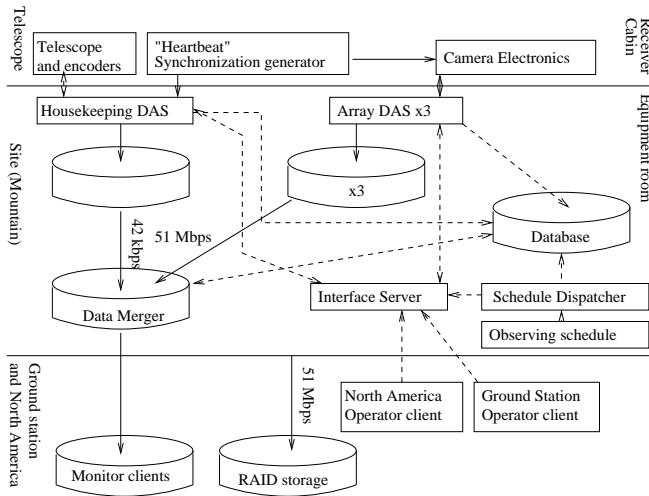 Telescope
Telescope
and encoders
"Heartbeat"
Synchronization generator
Camera Electronics
Receiver
Cabin
Housekeeping DAS
Array DAS x3
Equipment room
Site (Mountain)
x3
42 kbps
51 Mbps
Database
Data Merger
Interface Server
Schedule Dispatcher
Observing schedule
Ground station
and North America
51 Mbps
North America
Operator client
Ground Station
Operator client
Monitor clients
RAID storage